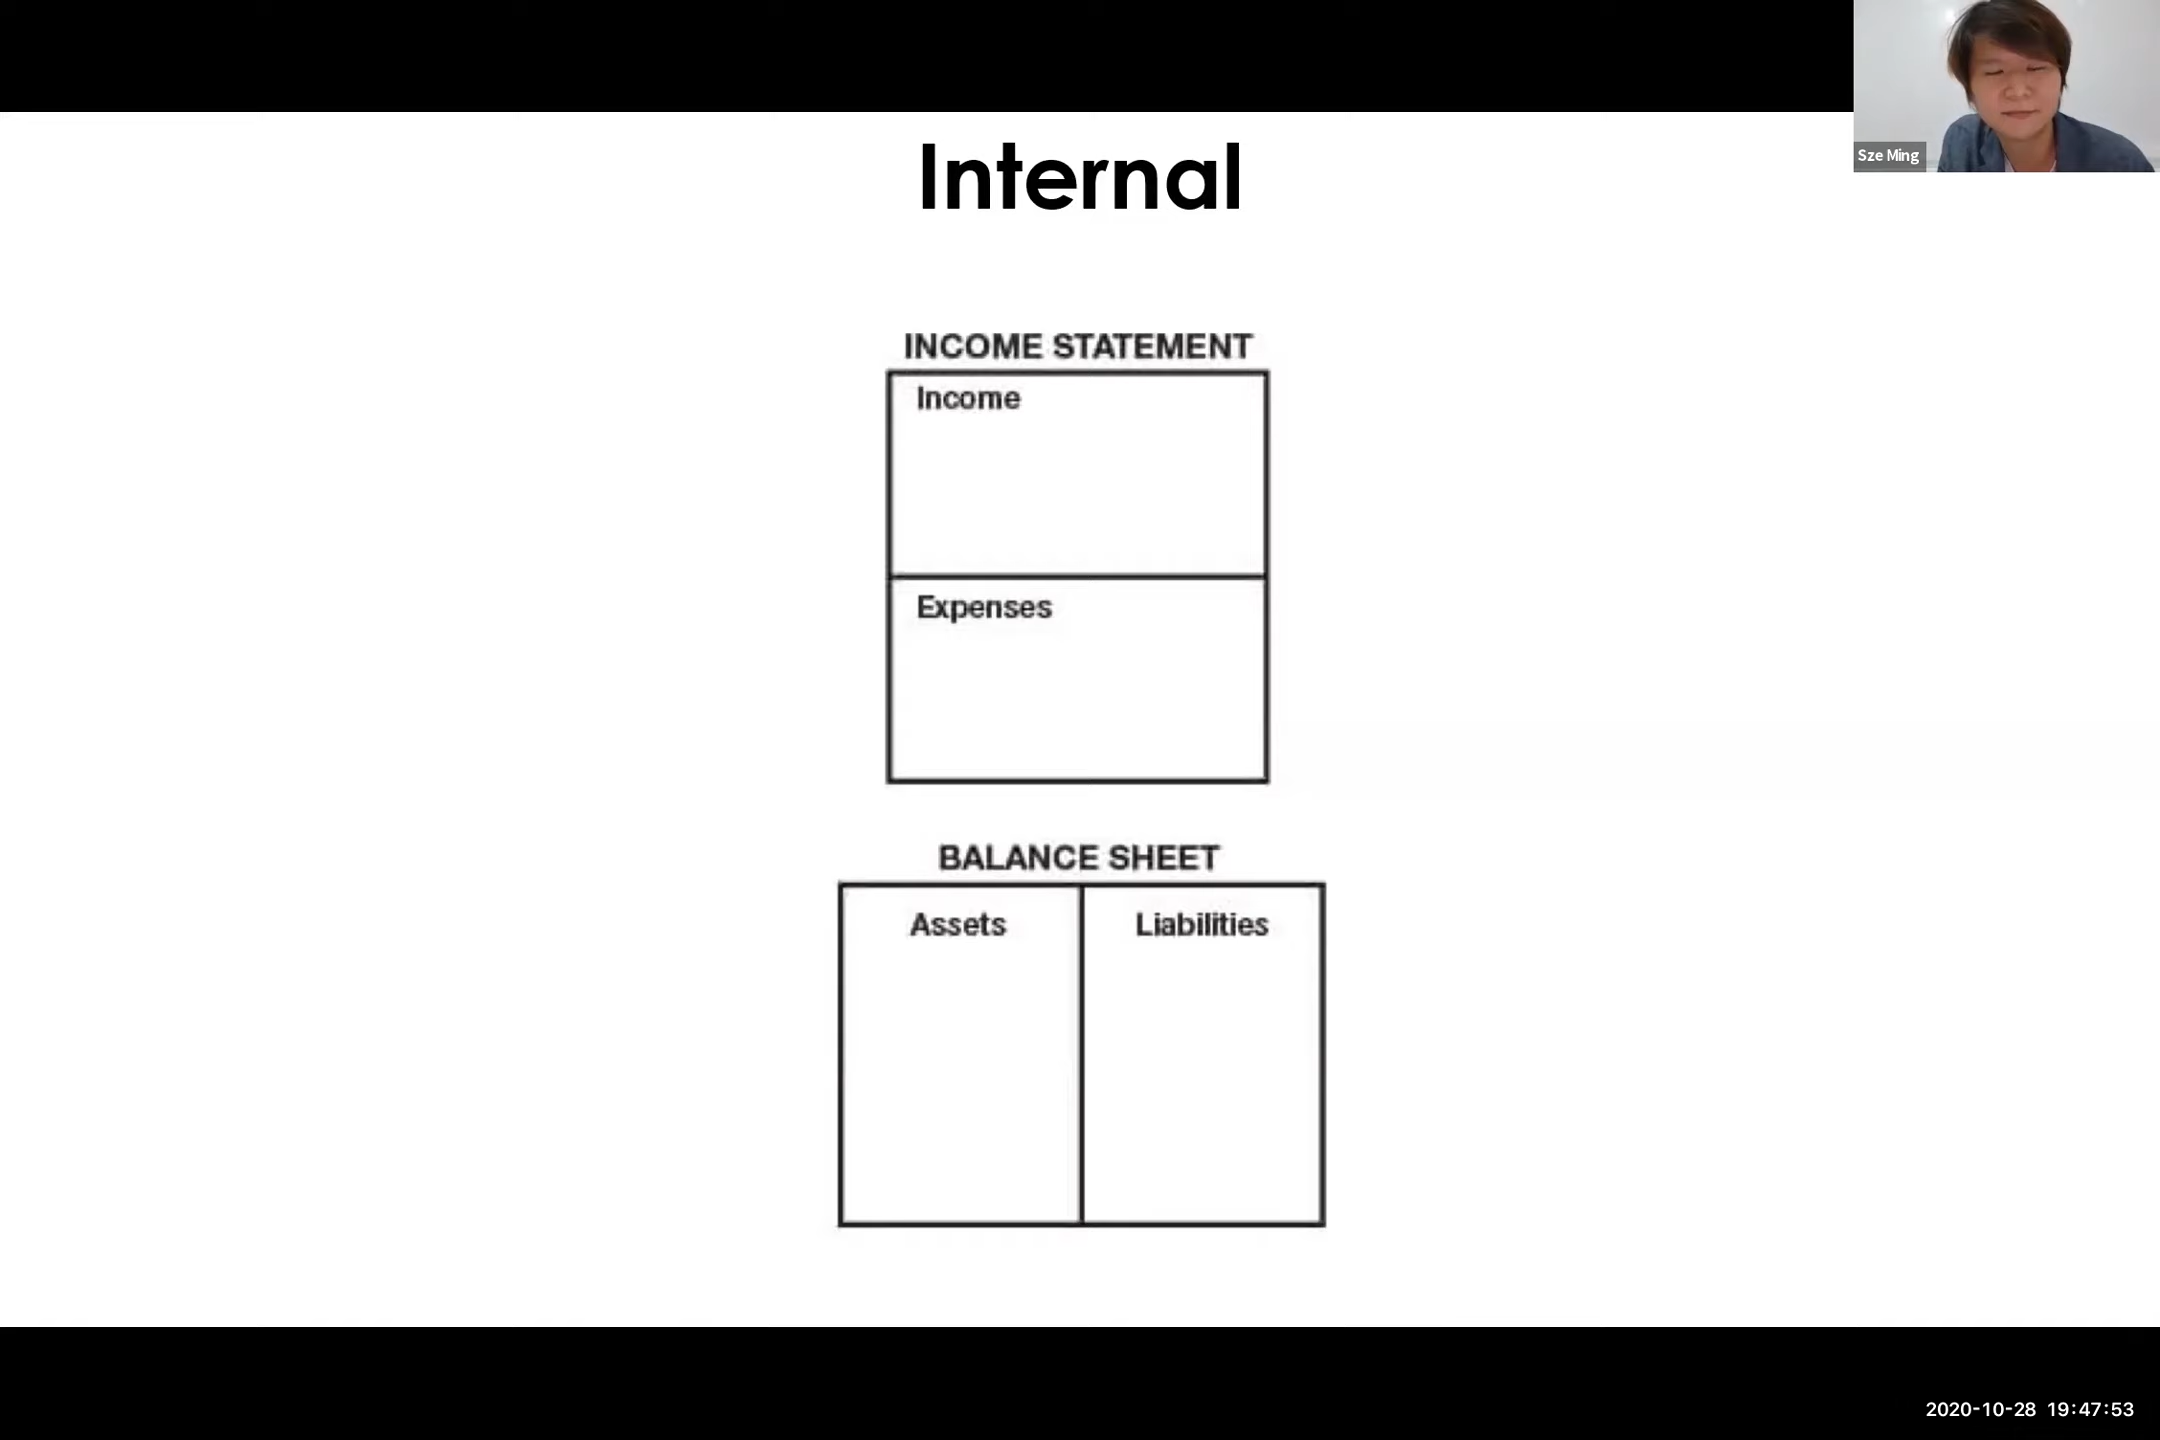 Internal
Sze Ming
INCOME STATEMENT
Income
Expenses
BALANCE SHEET
Assets
Liabilities
2020-10-28 19:47:53